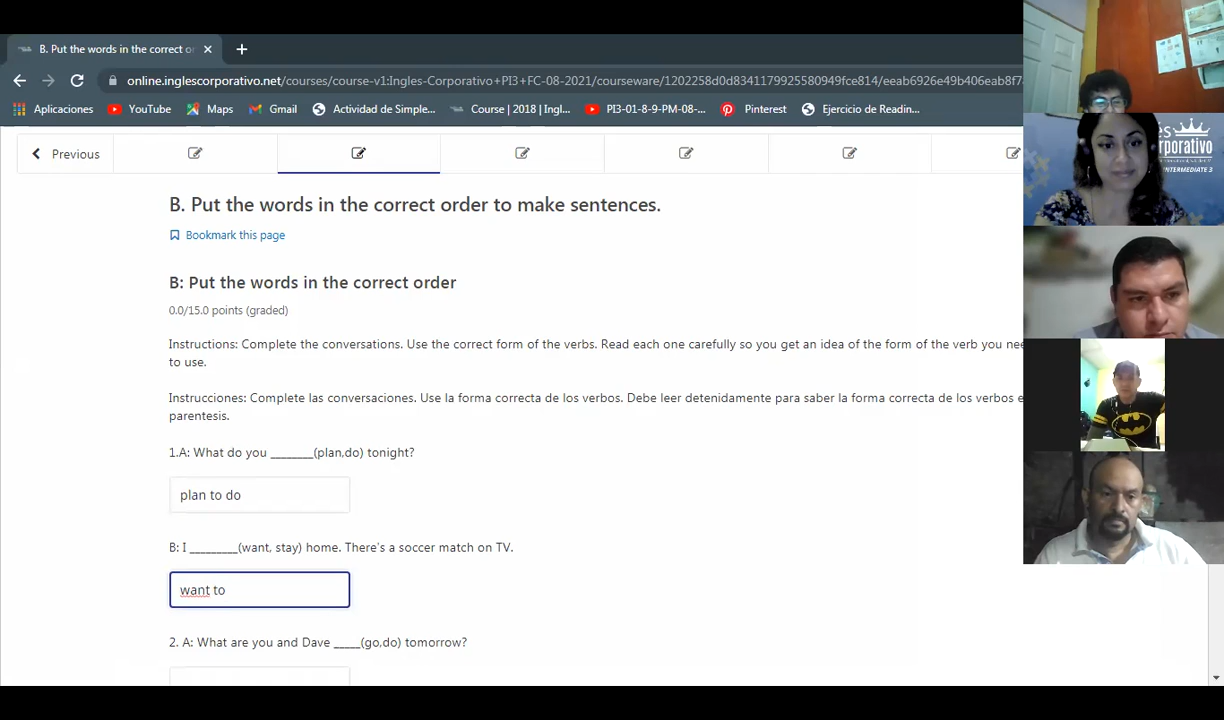 B. Put the words in the correct or
online.inglescorporativo.net/courses/course-v1:Ingles-Corporativo+PI3+FC-08-2021/courseware/1202258d0d8341179925580949fce814/eeab6926e49b406eab8f7
Aplicaciones YouTube Maps Gmail Actividad de Simple... Course | 2018 | Ingl... PI3-01-8-9-PM-08-... Pinterest Ejercicio de Readin...
Previous
B. Put the words in the correct order to make sentences.
Bookmark this page
B: Put the words in the correct order
0.0/15.0 points (graded)
Instructions: Complete the conversations. Use the correct form of the verbs. Read each one carefully so you get an idea of the form of the verb you nee
to use.
Instrucciones: Complete las conversaciones. Use la forma correcta de los verbos. Debe leer detenidamente para saber la forma correcta de los verbos e
parentesis.
1.A: What do you ________(plan,do) tonight?
plan to do
B: I _________(want, stay) home. There's a soccer match on TV.
want to
2. A: What are you and Dave _____(go,do) tomorrow?
és
rporativo
INTERMEDIATE 3